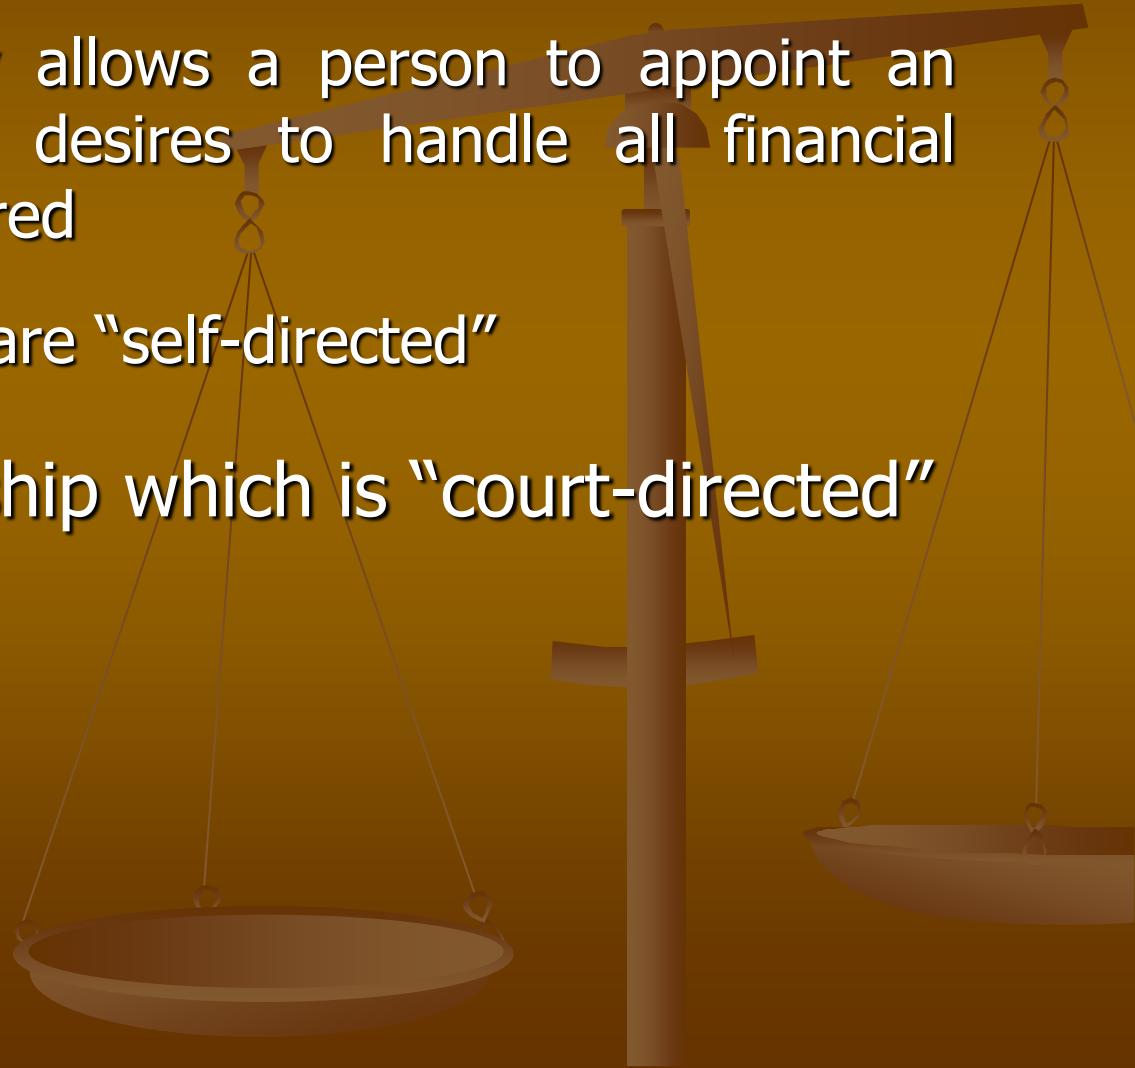 allows a person to appoint an
desires to handle all financial
red
are “self-directed”
hip which is “court-directed”